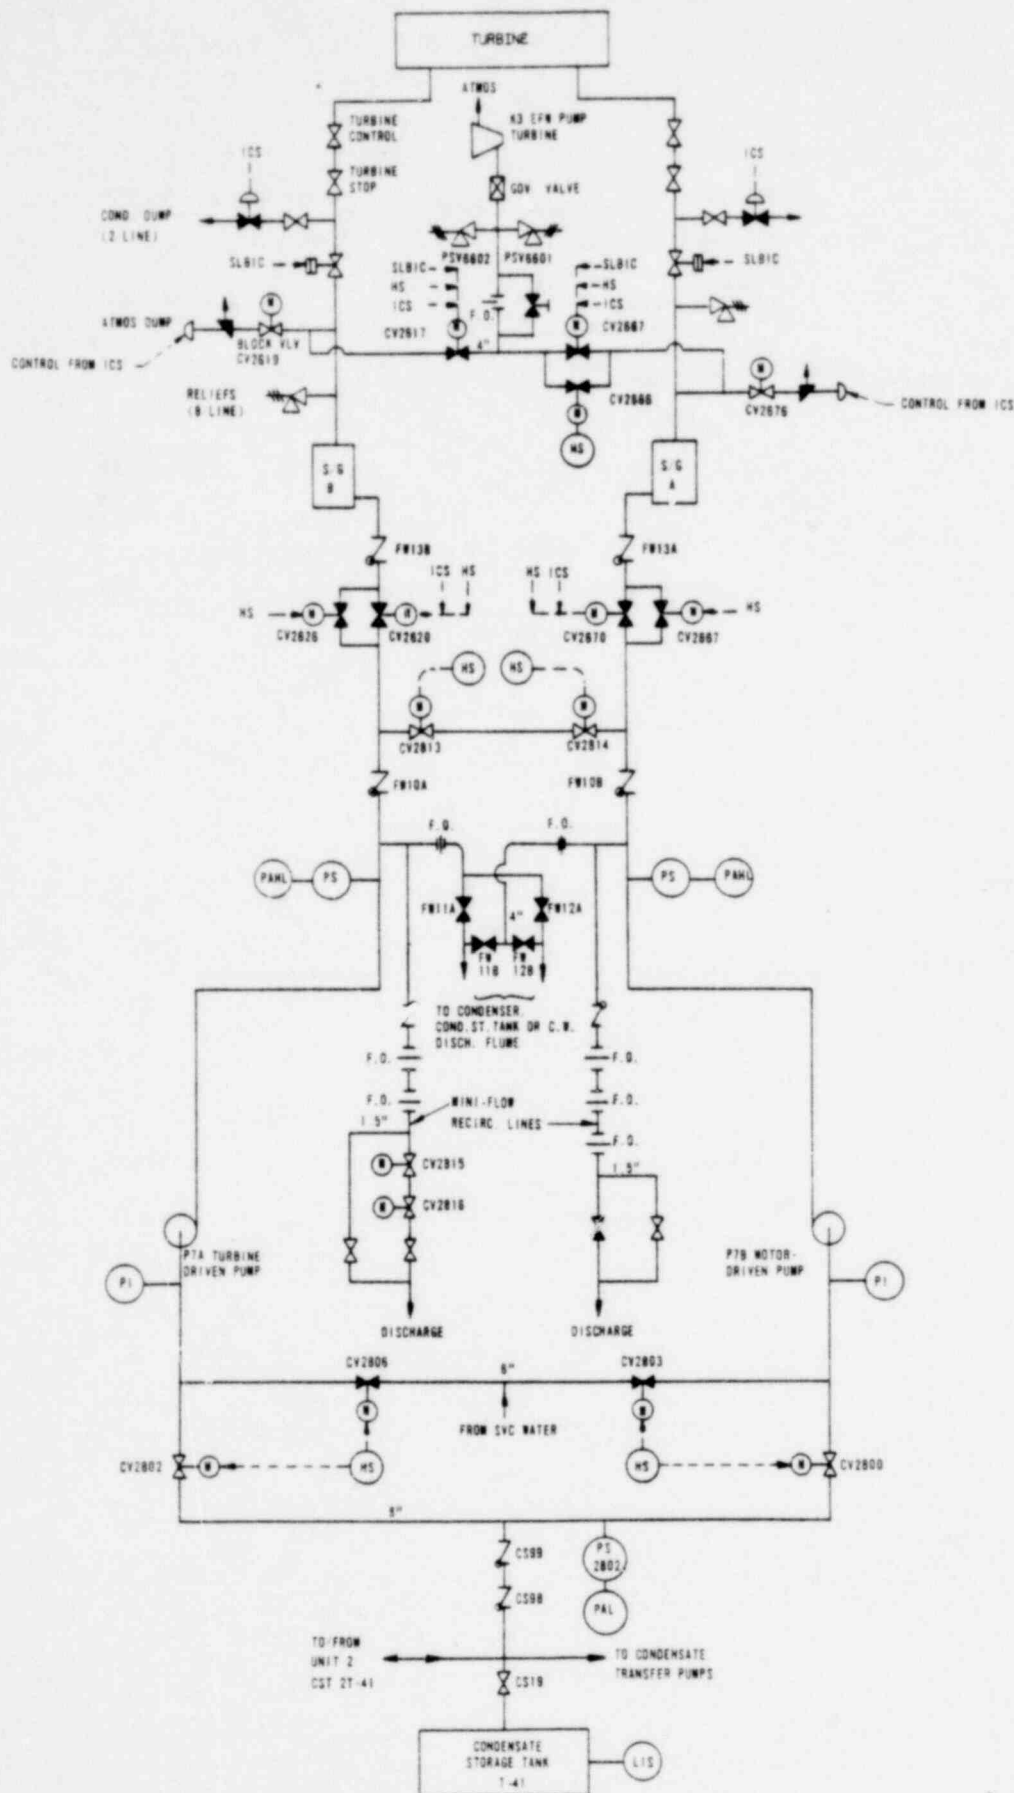 TURBINE
ATMOS
K3 EFW PUMP
TURBINE
TURBINE
CONTROL
ICS
ICS
TURBINE
STOP
GOV VALVE
COND DUMP
(2 LINE)
PSV6602
PSV6601
SLBIC
SLBIC
SLBIC
SLBIC
HS
HS
ICS
F.O.
ICS
ATMOS DUMP
M
CV2617
M
4"
M
CV2667
BLOCK VLV
CV2619
CONTROL FROM ICS
M
CV2666
RELIEFS
(8 LINE)
M
CV2676
CONTROL FROM ICS
HS
S/G
B
S/G
A
FW13B
FW13A
ICS HS
HS ICS
HS
M
M
M
M
HS
CV2626
CV2620
CV2670
CV2667
HS
HS
M
M
CV2813
CV2814
FW10A
FW10B
F.O.
F.O.
PAHL
PS
PS
PAHL
FW11A
4"
FW12A
FW
11B
FW
12B
TO CONDENSER.
COND.ST.TANK OR C.W.
DISCH. FLUME
F.O.
F.O.
F.O.
MINI-FLOW
F.O.
1.5"
RECIRC. LINES
F.O.
M
CV2815
1.5"
M
CV2816
P7A TURBINE
DRIVEN PUMP
P7B MOTOR-
DRIVEN PUMP
PI
PI
DISCHARGE
DISCHARGE
CV2806
6"
CV2803
M
M
FROM SVC WATER
CV2802
M
HS
HS
M
CV2800
8"
CS99
PS
2802
CS98
PAL
TO/FROM
UNIT 2
CST 2T-41
TO CONDENSATE
TRANSFER PUMPS
CS19
CONDENSATE
STORAGE TANK
T-41
LIS